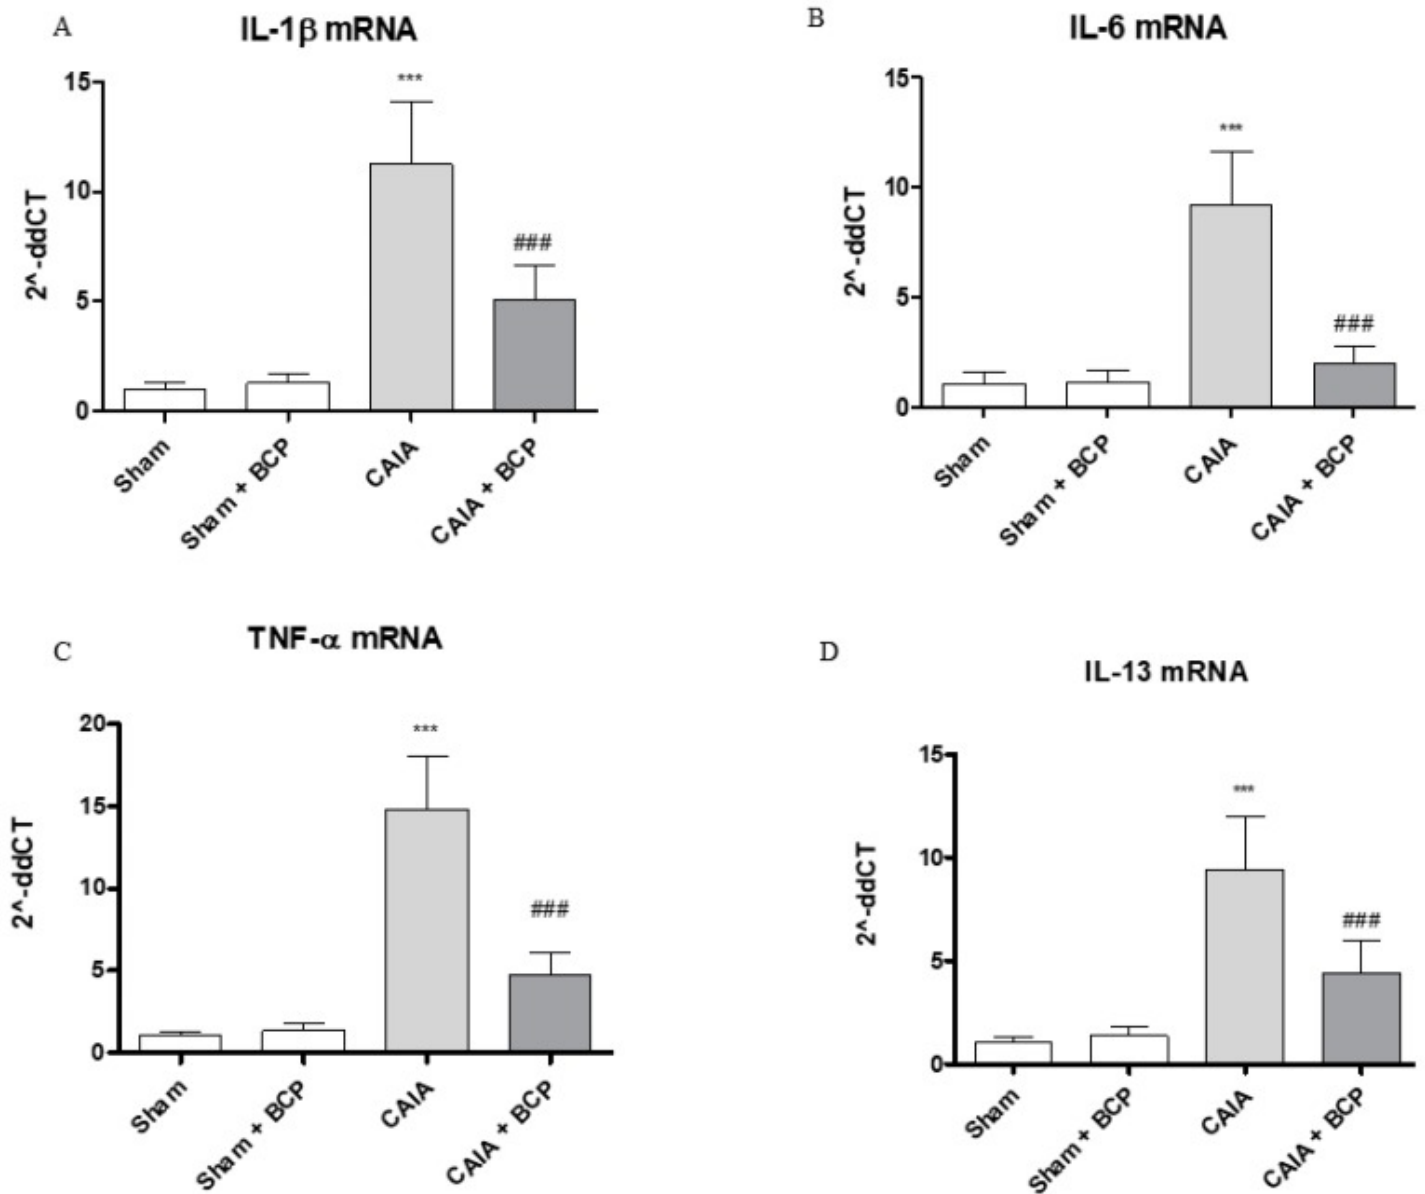 A
IL-1β mRNA
2^-ddCT
15
10
5
0
***
###
Sham
Sham + BCP
CAIA
CAIA + BCP
B
IL-6 mRNA
2^-ddCT
15
10
5
0
***
###
Sham
Sham + BCP
CAIA
CAIA + BCP
C
TNF-α mRNA
2^-ddCT
20
15
10
5
0
***
###
Sham
Sham + BCP
CAIA
CAIA + BCP
D
IL-13 mRNA
2^-ddCT
15
10
5
0
***
###
Sham
Sham + BCP
CAIA
CAIA + BCP